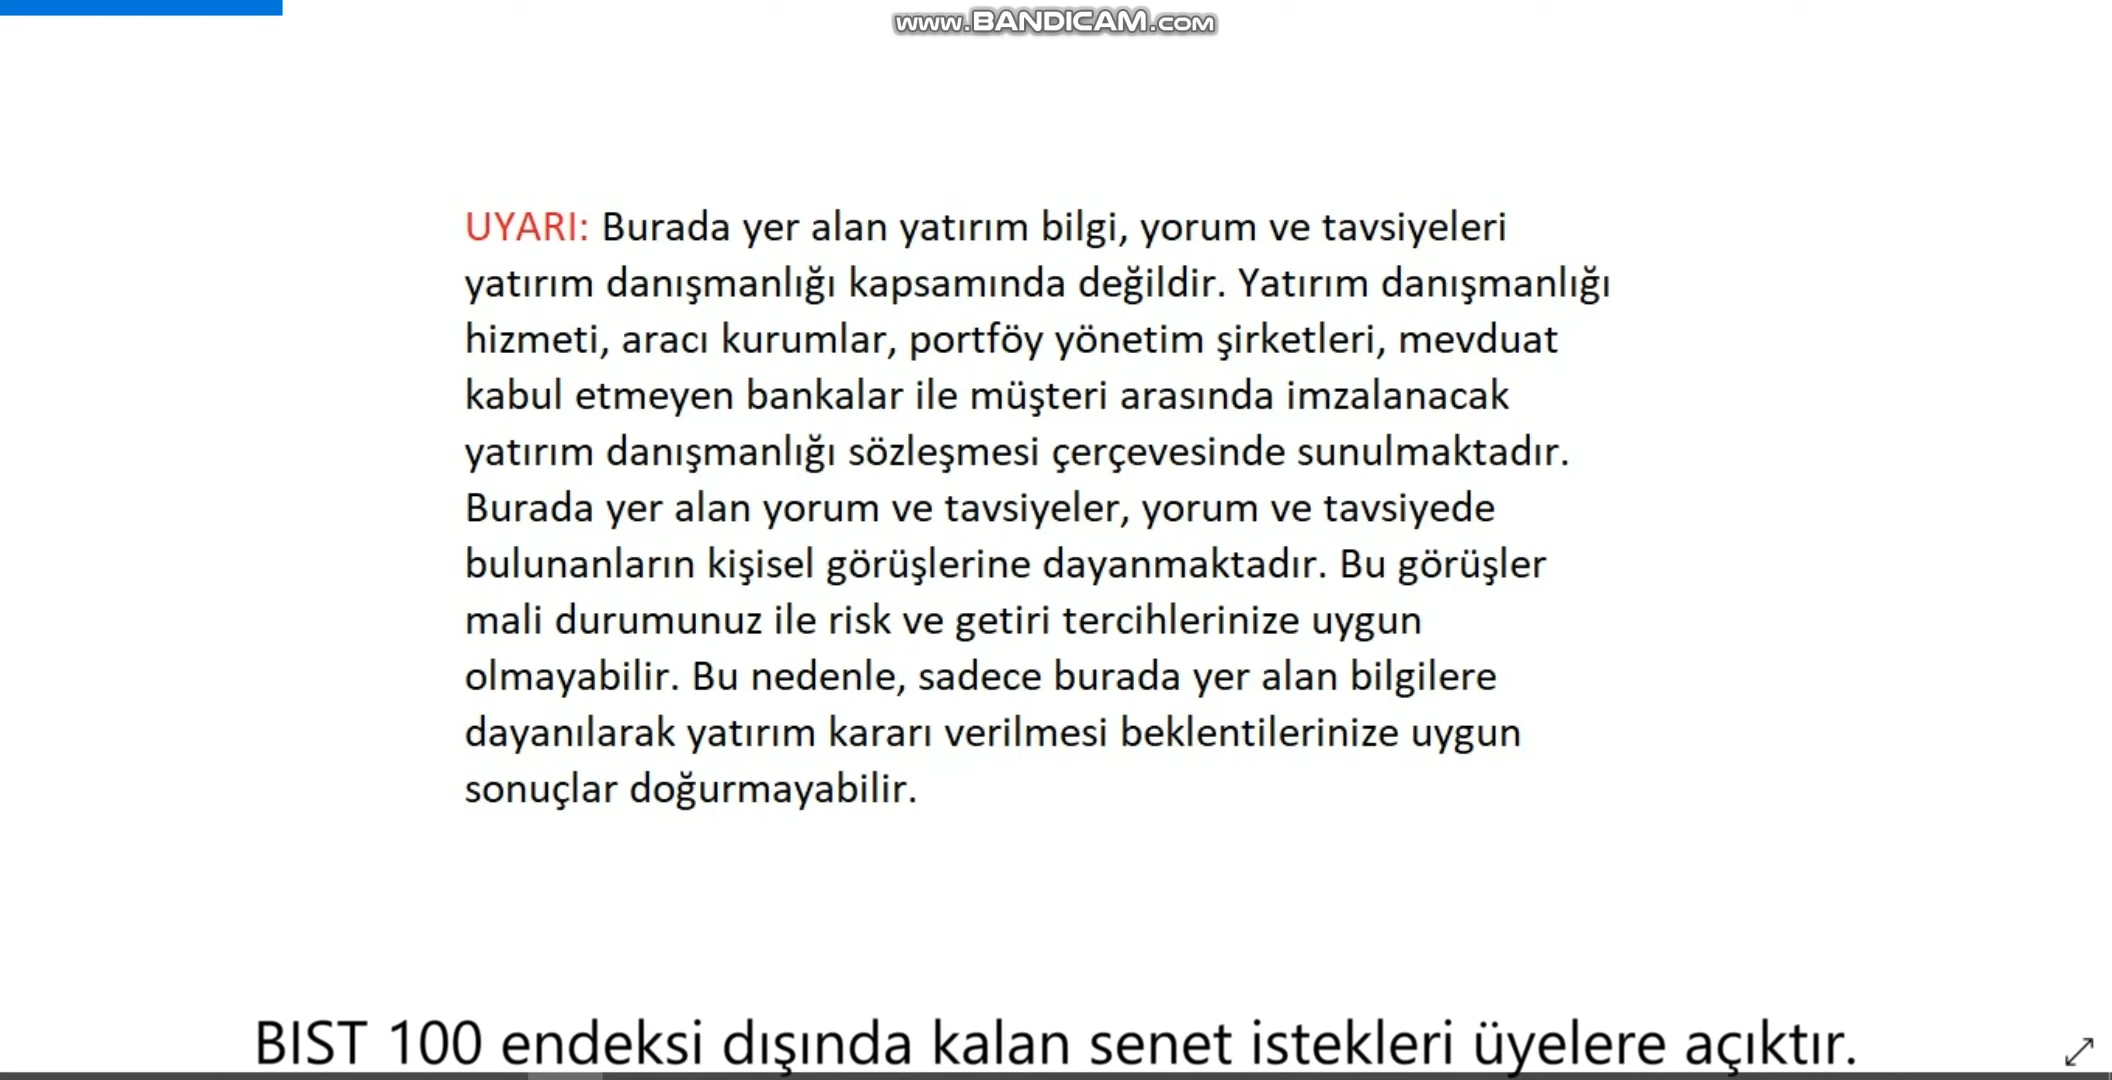 www.BANDICAM.com
UYARI: Burada yer alan yatırım bilgi, yorum ve tavsiyeleri
yatırım danışmanlığı kapsamında değildir. Yatırım danışmanlığı
hizmeti, aracı kurumlar, portföy yönetim şirketleri, mevduat
kabul etmeyen bankalar ile müşteri arasında imzalanacak
yatırım danışmanlığı sözleşmesi çerçevesinde sunulmaktadır.
Burada yer alan yorum ve tavsiyeler, yorum ve tavsiyede
bulunanların kişisel görüşlerine dayanmaktadır. Bu görüşler
mali durumunuz ile risk ve getiri tercihlerinize uygun
olmayabilir. Bu nedenle, sadece burada yer alan bilgilere
dayanılarak yatırım kararı verilmesi beklentilerinize uygun
sonuçlar doğurmayabilir.
BIST 100 endeksi dışında kalan senet istekleri üyelere açıktır.